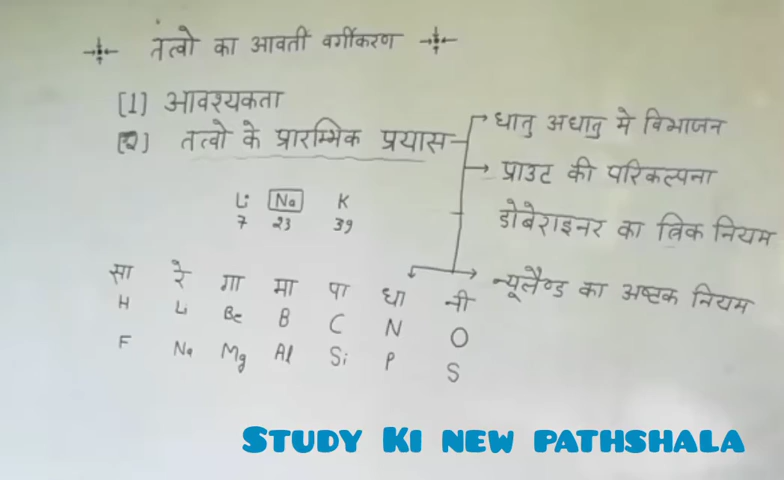 तत्वो का आवर्ती वर्गीकरण
[1] आवश्यकता
[2] तत्वो के प्रारम्भिक प्रयास
धातु अधातु मे विभाजन
प्राउट की परिकल्पना
डोबेराइनर का त्रिक नियम
न्यूलैण्ड का अष्टक नियम
Li Na K
7 23 39
सा रे गा मा पा धा नी
H Li Be B C N O
F Na Mg Al Si P S
STUDY KI NEW PATHSHALA